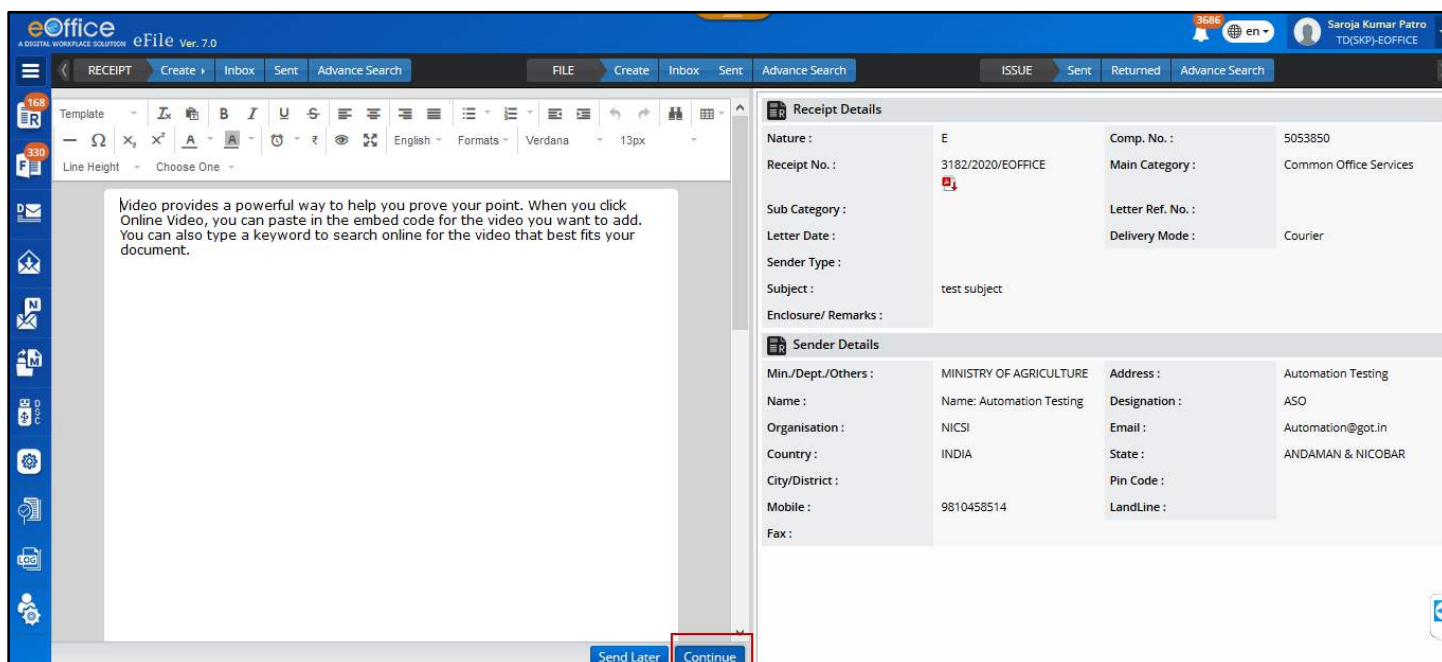 eOffice
A DIGITAL WORKPLACE SOLUTION eFile Ver. 7.0
3686
en
Saroja Kumar Patro
TD(SKP)-EOFFICE
RECEIPT Create Inbox Sent Advance Search FILE Create Inbox Sent Advance Search ISSUE Sent Returned Advance Search
168
R
330
F
D
N
M
DSC
LOG
Template B I U S
Ω X₂ X² A A ₹ English Formats Verdana 13px
Line Height Choose One
Video provides a powerful way to help you prove your point. When you click
Online Video, you can paste in the embed code for the video you want to add.
You can also type a keyword to search online for the video that best fits your
document.
Send Later Continue
Receipt Details
Nature : E Comp. No. : 5053850
Receipt No. : 3182/2020/EOFFICE Main Category : Common Office Services
Sub Category : Letter Ref. No. :
Letter Date : Delivery Mode : Courier
Sender Type :
Subject : test subject
Enclosure/ Remarks :
Sender Details
Min./Dept./Others : MINISTRY OF AGRICULTURE Address : Automation Testing
Name : Name: Automation Testing Designation : ASO
Organisation : NICSI Email : Automation@got.in
Country : INDIA State : ANDAMAN & NICOBAR
City/District : Pin Code :
Mobile : 9810458514 LandLine :
Fax :